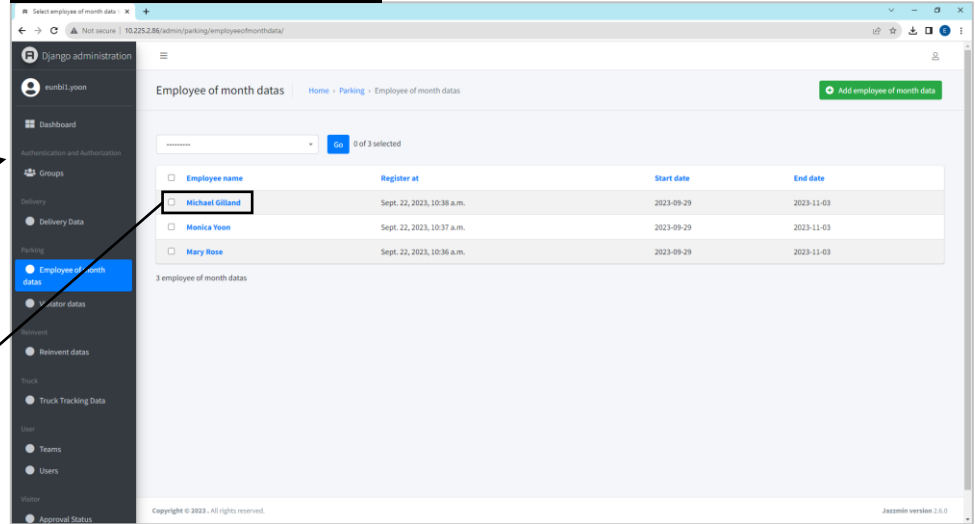 Select employee of month data
Not secure | 10.225.2.86/admin/parking/employeeofmonthdata/
E
Django administration
eunbi1.yoon
Dashboard
Authentication and Authorization
Groups
Delivery
Delivery Data
Parking
Employee of month
datas
Violator datas
Reinvent
Reinvent datas
Truck
Truck Tracking Data
User
Teams
Users
Visitor
Approval Status
Employee of month datas
Home › Parking › Employee of month datas
Add employee of month data
---------
Go
0 of 3 selected
Employee name Register at Start date End date
Michael Gilland Sept. 22, 2023, 10:38 a.m. 2023-09-29 2023-11-03
Monica Yoon Sept. 22, 2023, 10:37 a.m. 2023-09-29 2023-11-03
Mary Rose Sept. 22, 2023, 10:36 a.m. 2023-09-29 2023-11-03
3 employee of month datas
Copyright © 2023 . All rights reserved.
Jazzmin version 2.6.0